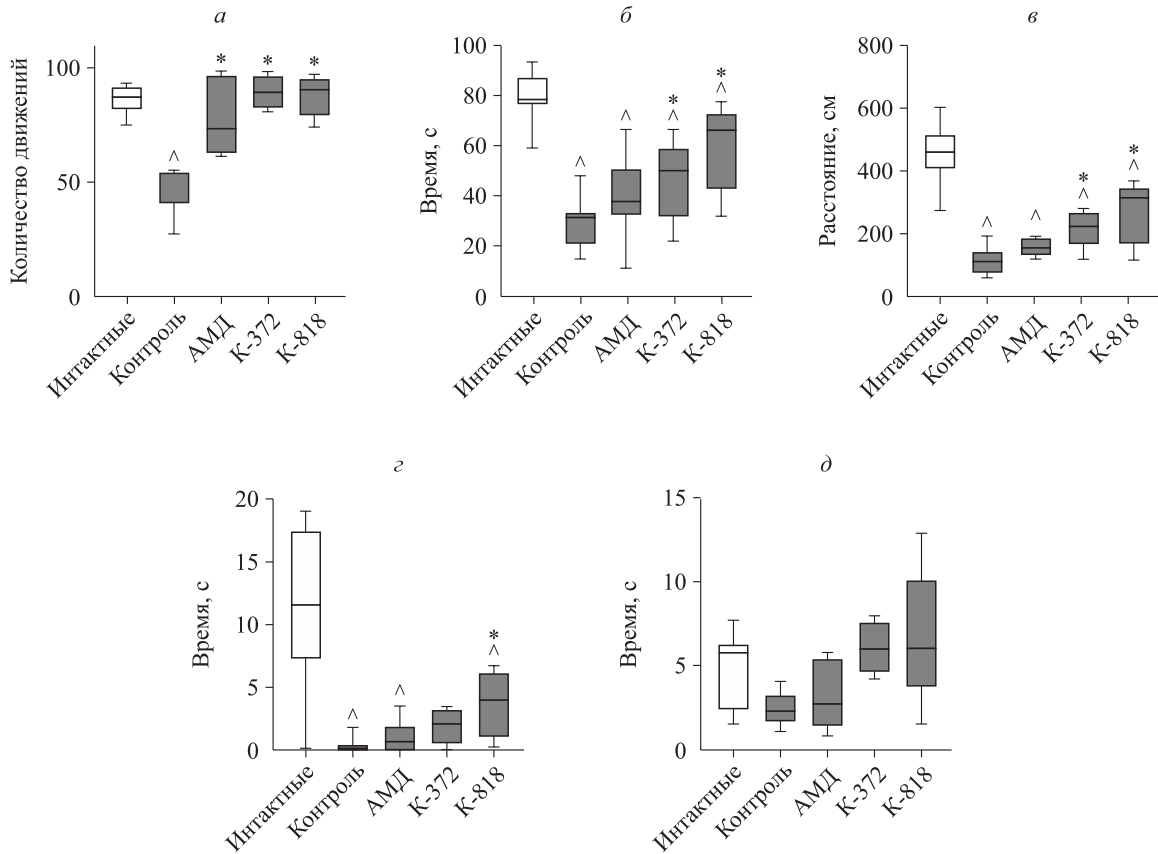 а
Количество движений
100
50
0
*
*
*
^
Интактные
Контроль
АМД
К-372
К-818
б
Время, с
100
80
60
40
20
0
*
*
^
^
^
^
Интактные
Контроль
АМД
К-372
К-818
в
Расстояние, см
800
600
400
200
0
*
*
^
^
^
^
Интактные
Контроль
АМД
К-372
К-818
г
Время, с
20
15
10
5
0
*
^
^
^
Интактные
Контроль
АМД
К-372
К-818
д
Время, с
15
10
5
0
Интактные
Контроль
АМД
К-372
К-818